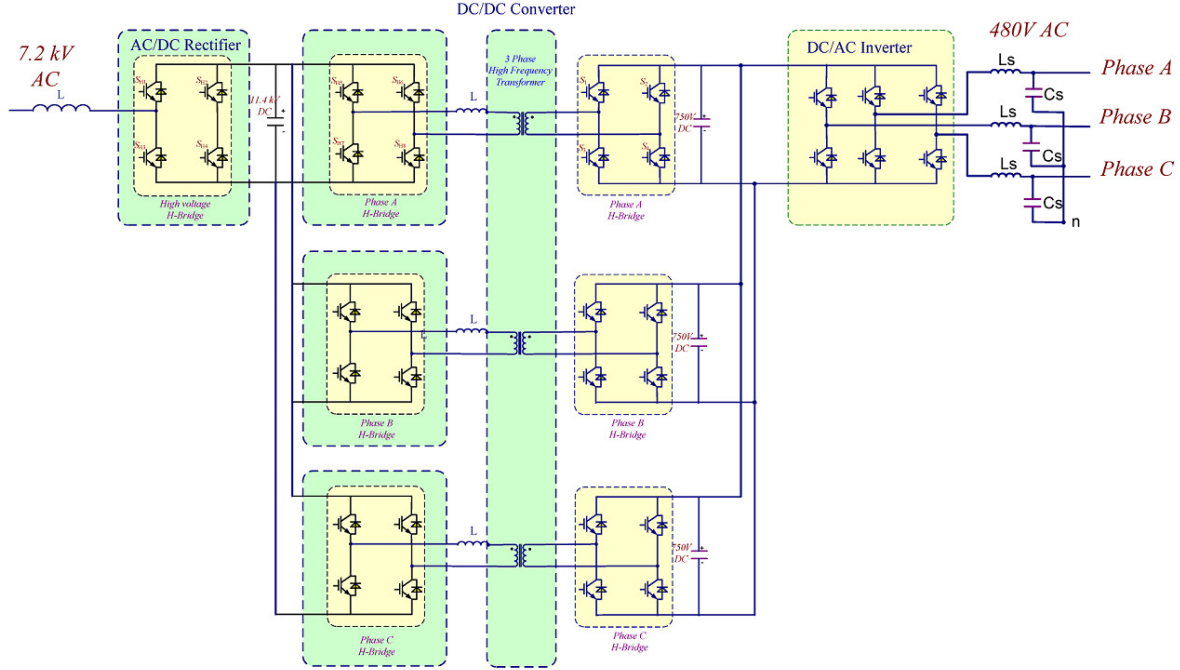 DC/DC Converter
7.2 kV
AC
L
AC/DC Rectifier
High voltage
H-Bridge
11.4 kV
DC
+
-
Phase A
H-Bridge
L
3 Phase
High Frequency
Transformer
S1
Phase A
H-Bridge
750V
DC
+
-
DC/AC Inverter
480V AC
Ls
Phase A
Cs
Ls
Phase B
Cs
Ls
Phase C
Cs
n
Phase B
H-Bridge
L
L
Phase B
H-Bridge
750V
DC
+
-
Phase C
H-Bridge
L
Phase C
H-Bridge
750V
DC
+
-